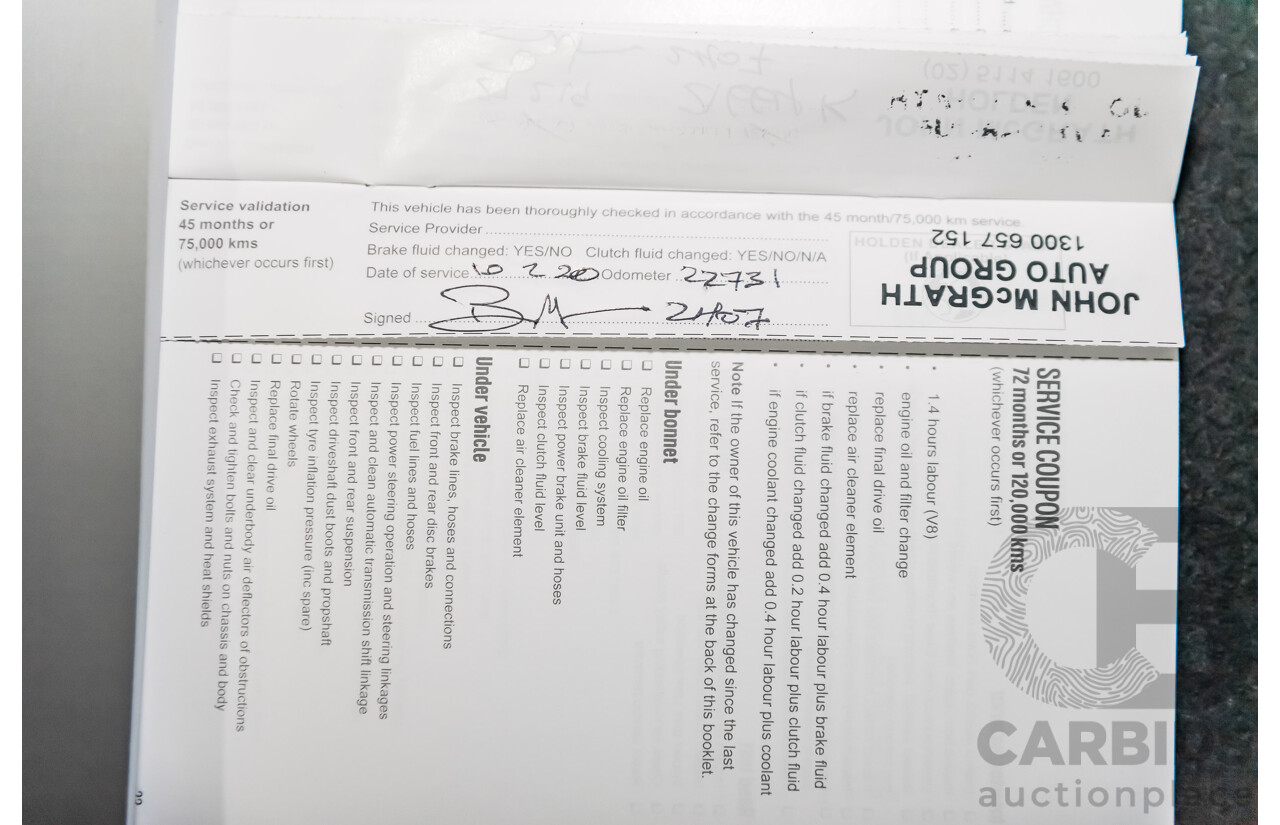 (02) 5114 1600
HOLDEN
JOHN McGRATH
2407
Service validation
45 months or
75,000 kms
(whichever occurs first)
This vehicle has been thoroughly checked in accordance with the 45 month/75,000 km service.
Service Provider
Brake fluid changed: YES/NO Clutch fluid changed: YES/NO/N/A
Date of service 10 2 20 Odometer 22731
Signed 2407
JOHN McGRATH
AUTO GROUP
1300 657 152
SERVICE COUPON
72 months or 120,000 kms
(whichever occurs first)
• 1.4 hours labour (V8)
• engine oil and filter change
• replace final drive oil
• replace air cleaner element
• if brake fluid changed add 0.4 hour labour plus brake fluid
• if clutch fluid changed add 0.2 hour labour plus clutch fluid
• if engine coolant changed add 0.4 hour labour plus coolant
Note If the owner of this vehicle has changed since the last
service, refer to the change forms at the back of this booklet.
Under bonnet
❑ Replace engine oil
❑ Replace engine oil filter
❑ Inspect cooling system
❑ Inspect brake fluid level
❑ Inspect power brake unit and hoses
❑ Inspect clutch fluid level
❑ Replace air cleaner element
Under vehicle
❑ Inspect brake lines, hoses and connections
❑ Inspect front and rear disc brakes
❑ Inspect fuel lines and hoses
❑ Inspect power steering operation and steering linkages
❑ Inspect and clean automatic transmission shift linkage
❑ Inspect front and rear suspension
❑ Inspect driveshaft dust boots and propshaft
❑ Inspect tyre inflation pressure (inc spare)
❑ Rotate wheels
❑ Replace final drive oil
❑ Inspect and clear underbody air deflectors of obstructions
❑ Check and tighten bolts and nuts on chassis and body
❑ Inspect exhaust system and heat shields
CARBIDS
auctionplace